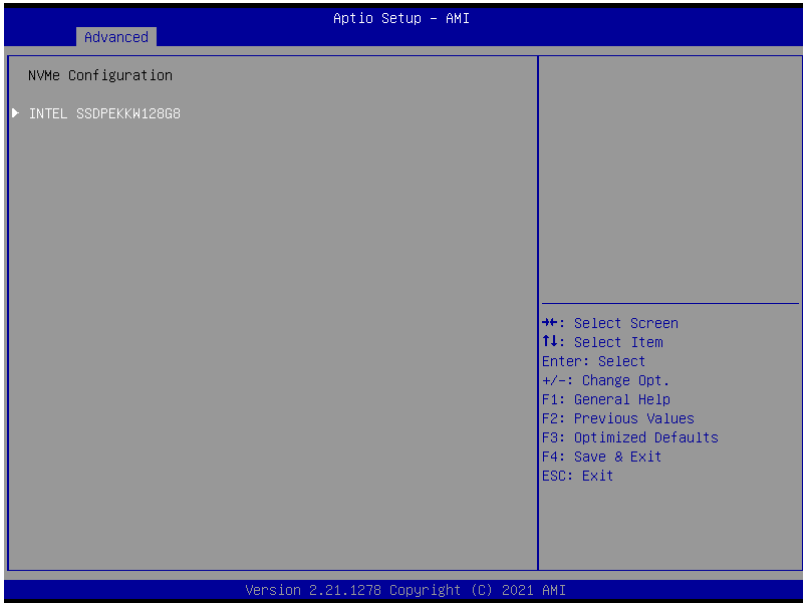 Aptio Setup – AMI
Advanced
NVMe Configuration
INTEL SSDPEKKW128G8
→←: Select Screen
↑↓: Select Item
Enter: Select
+/-: Change Opt.
F1: General Help
F2: Previous Values
F3: Optimized Defaults
F4: Save & Exit
ESC: Exit
Version 2.21.1278 Copyright (C) 2021 AMI